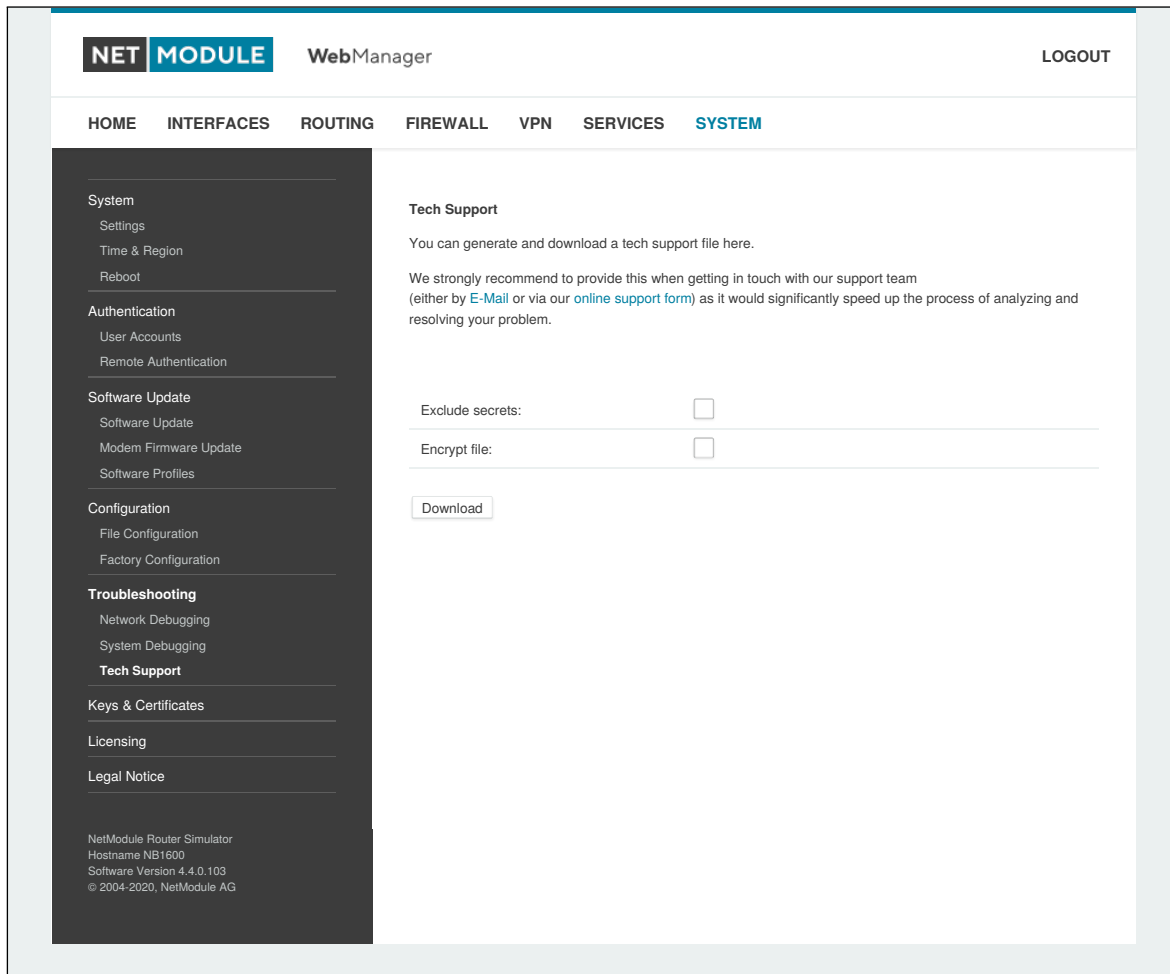 NET MODULE WebManager LOGOUT
HOME INTERFACES ROUTING FIREWALL VPN SERVICES SYSTEM
System
Settings
Time & Region
Reboot
Authentication
User Accounts
Remote Authentication
Software Update
Software Update
Modem Firmware Update
Software Profiles
Configuration
File Configuration
Factory Configuration
Troubleshooting
Network Debugging
System Debugging
Tech Support
Keys & Certificates
Licensing
Legal Notice
NetModule Router Simulator
Hostname NB1600
Software Version 4.4.0.103
© 2004-2020, NetModule AG
Tech Support
You can generate and download a tech support file here.
We strongly recommend to provide this when getting in touch with our support team
(either by E-Mail or via our online support form) as it would significantly speed up the process of analyzing and
resolving your problem.
Exclude secrets:
Encrypt file:
Download